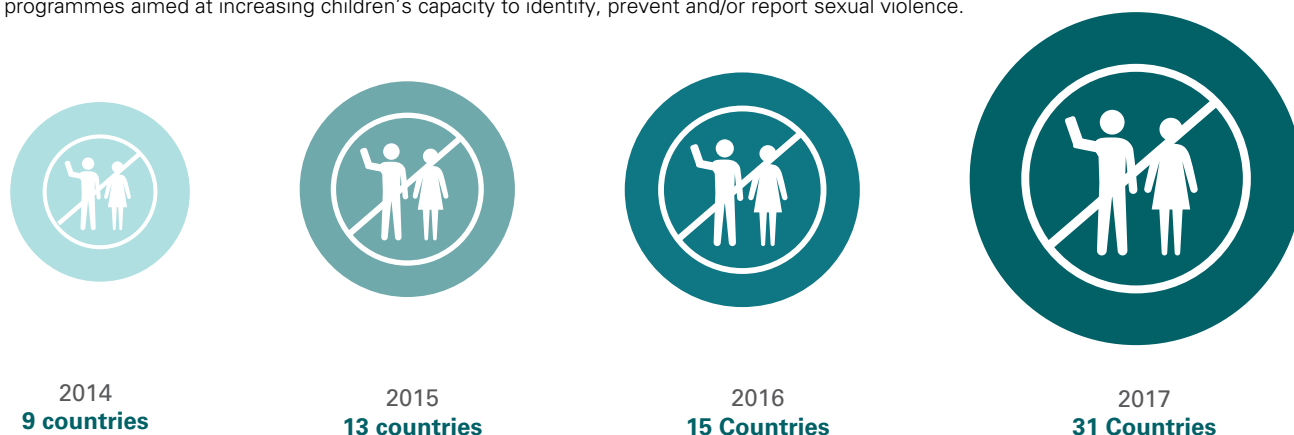 programmes aimed at increasing children's capacity to identify, prevent and/or report sexual violence.
2014
9 countries
2015
13 countries
2016
15 Countries
2017
31 Countries